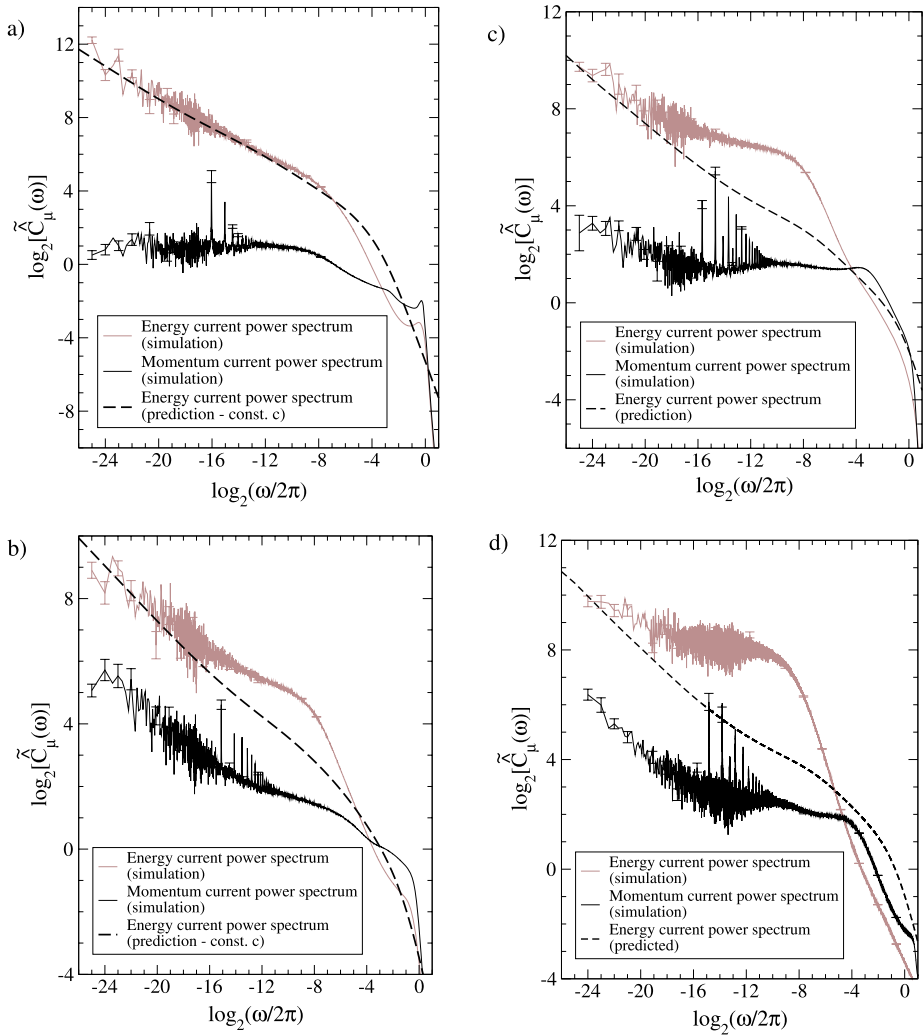 a)
12
8
4
0
-4
-8
log₂[C̃̂_μ(ω)]
Energy current power spectrum
(simulation)
Momentum current power spectrum
(simulation)
Energy current power spectrum
(prediction - const. c)
-24 -20 -16 -12 -8 -4 0
log₂(ω/2π)
c)
12
8
4
0
-4
log₂[C̃̂_μ(ω)]
Energy current power spectrum
(simulation)
Momentum current power spectrum
(simulation)
Energy current power spectrum
(prediction)
-24 -20 -16 -12 -8 -4 0
log₂(ω/2π)
b)
8
4
0
-4
log₂[C̃̂_μ(ω)]
Energy current power spectrum
(simulation)
Momentum current power spectrum
(simulation)
Energy current power spectrum
(prediction - const. c)
-24 -20 -16 -12 -8 -4 0
log₂(ω/2π)
d)
12
8
4
0
-4
log₂[C̃̂_μ(ω)]
Energy current power spectrum
(simulation)
Momentum current power spectrum
(simulation)
Energy current power spectrum
(predicted)
-24 -20 -16 -12 -8 -4 0
log₂(ω/2π)